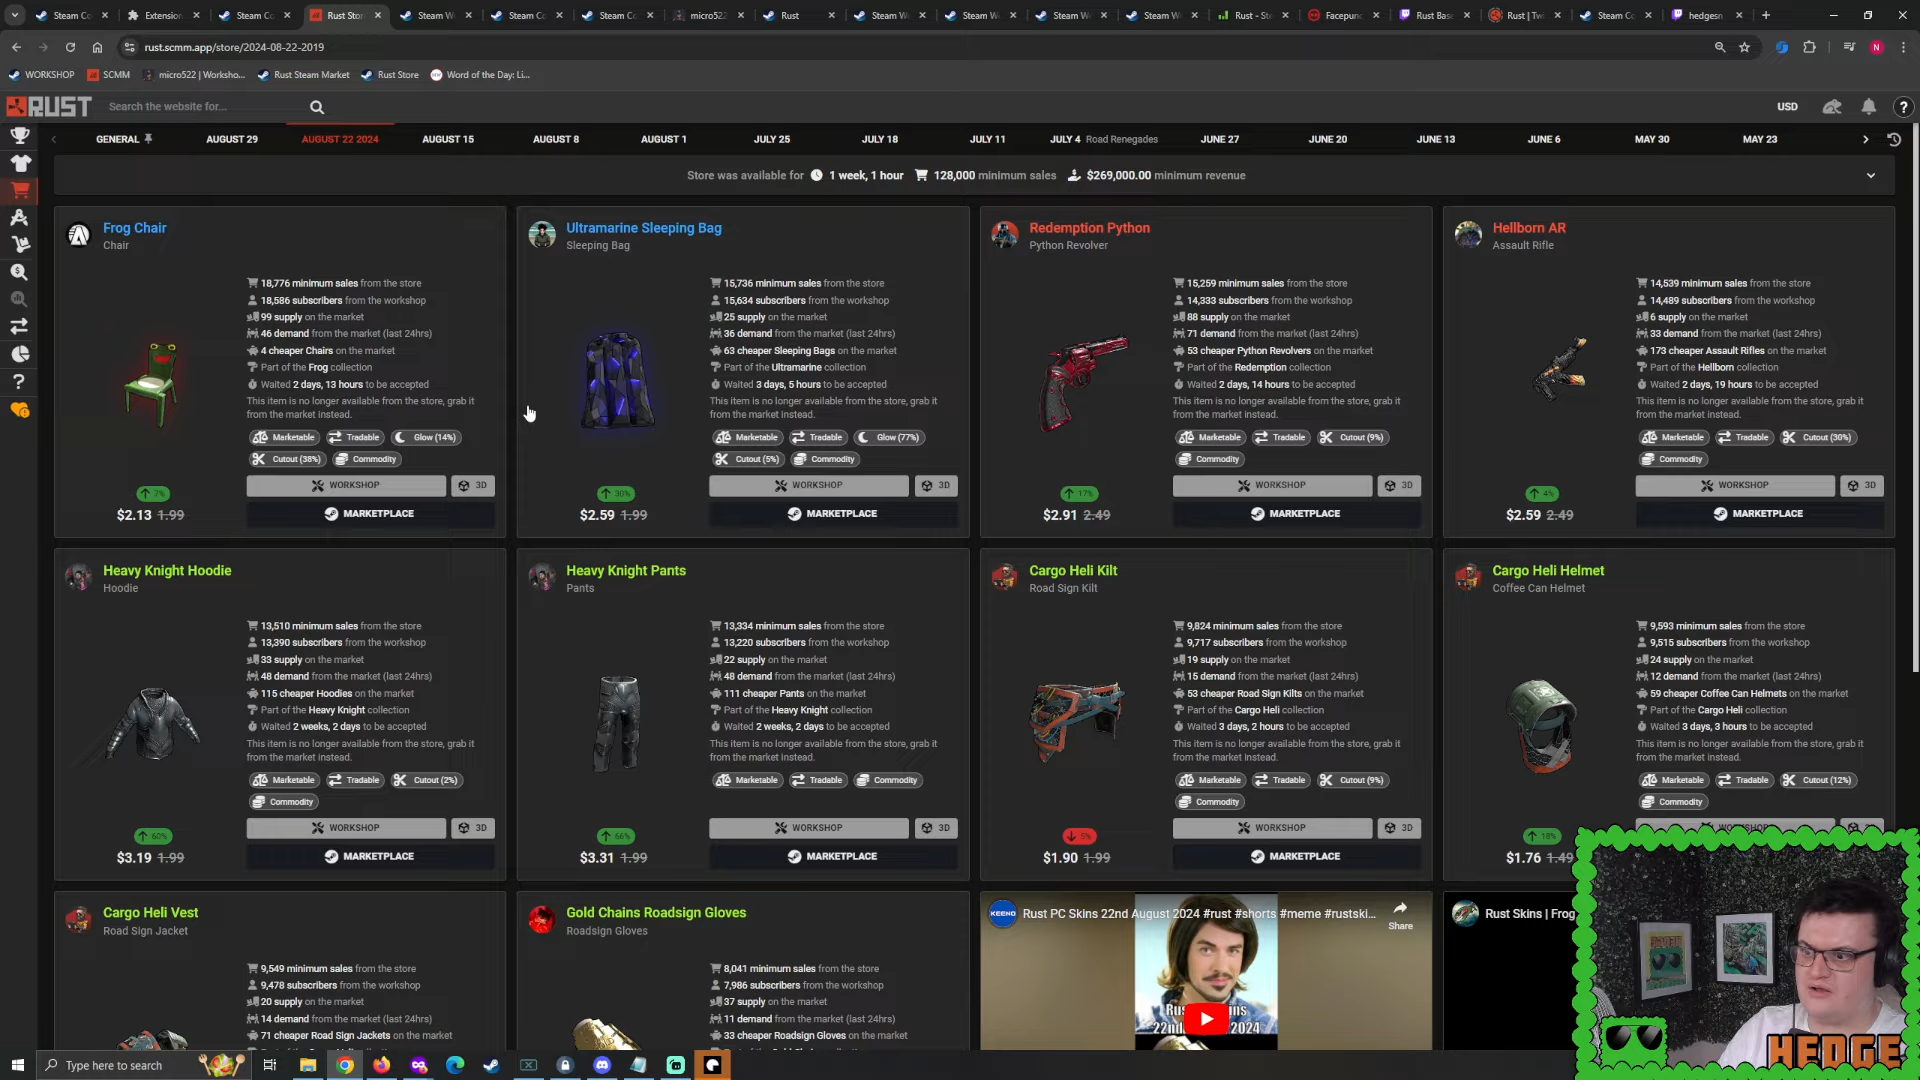 Steam Co
Extension
Steam Co
Rust Stor
Steam W
Steam Co
Steam Co
micro522
Rust
Steam W
Steam W
Steam W
Steam W
Rust - St
Facepunc
Rust Base
Rust | Tw
Steam Co
hedgesn
rust.scmm.app/store/2024-08-22-2019
N
WORKSHOP
SCMM
micro522 | Worksho...
Rust Steam Market
Rust Store
Word of the Day: Li...
RUST
Search the website for...
USD
GENERAL
AUGUST 29
AUGUST 22 2024
AUGUST 15
AUGUST 8
AUGUST 1
JULY 25
JULY 18
JULY 11
JULY 4 Road Renegades
JUNE 27
JUNE 20
JUNE 13
JUNE 6
MAY 30
MAY 23
Store was available for 1 week, 1 hour 128,000 minimum sales $269,000.00 minimum revenue
Frog Chair
Chair
18,776 minimum sales from the store
18,586 subscribers from the workshop
99 supply on the market
46 demand from the market (last 24hrs)
4 cheaper Chairs on the market
Part of the Frog collection
Waited 2 days, 13 hours to be accepted
This item is no longer available from the store, grab it
from the market instead.
Marketable Tradable Glow (14%)
Cutout (38%) Commodity
7%
WORKSHOP 3D
$2.13 1.99
MARKETPLACE
Ultramarine Sleeping Bag
Sleeping Bag
15,736 minimum sales from the store
15,634 subscribers from the workshop
25 supply on the market
36 demand from the market (last 24hrs)
63 cheaper Sleeping Bags on the market
Part of the Ultramarine collection
Waited 3 days, 5 hours to be accepted
This item is no longer available from the store, grab it
from the market instead.
Marketable Tradable Glow (77%)
Cutout (5%) Commodity
30%
WORKSHOP 3D
$2.59 1.99
MARKETPLACE
Redemption Python
Python Revolver
15,259 minimum sales from the store
14,333 subscribers from the workshop
88 supply on the market
71 demand from the market (last 24hrs)
53 cheaper Python Revolvers on the market
Part of the Redemption collection
Waited 2 days, 14 hours to be accepted
This item is no longer available from the store, grab it
from the market instead.
Marketable Tradable Cutout (9%)
Commodity
17%
WORKSHOP 3D
$2.91 2.49
MARKETPLACE
Hellborn AR
Assault Rifle
14,539 minimum sales from the store
14,489 subscribers from the workshop
6 supply on the market
33 demand from the market (last 24hrs)
173 cheaper Assault Rifles on the market
Part of the Hellborn collection
Waited 2 days, 19 hours to be accepted
This item is no longer available from the store, grab it
from the market instead.
Marketable Tradable Cutout (30%)
Commodity
4%
WORKSHOP 3D
$2.59 2.49
MARKETPLACE
Heavy Knight Hoodie
Hoodie
13,510 minimum sales from the store
13,390 subscribers from the workshop
33 supply on the market
48 demand from the market (last 24hrs)
115 cheaper Hoodies on the market
Part of the Heavy Knight collection
Waited 2 weeks, 2 days to be accepted
This item is no longer available from the store, grab it
from the market instead.
Marketable Tradable Cutout (2%)
Commodity
60%
WORKSHOP 3D
$3.19 1.99
MARKETPLACE
Heavy Knight Pants
Pants
13,334 minimum sales from the store
13,220 subscribers from the workshop
22 supply on the market
48 demand from the market (last 24hrs)
111 cheaper Pants on the market
Part of the Heavy Knight collection
Waited 2 weeks, 2 days to be accepted
This item is no longer available from the store, grab it
from the market instead.
Marketable Tradable Commodity
66%
WORKSHOP 3D
$3.31 1.99
MARKETPLACE
Cargo Heli Kilt
Road Sign Kilt
9,824 minimum sales from the store
9,717 subscribers from the workshop
19 supply on the market
15 demand from the market (last 24hrs)
53 cheaper Road Sign Kilts on the market
Part of the Cargo Heli collection
Waited 3 days, 2 hours to be accepted
This item is no longer available from the store, grab it
from the market instead.
Marketable Tradable Cutout (9%)
Commodity
5%
WORKSHOP 3D
$1.90 1.99
MARKETPLACE
Cargo Heli Helmet
Coffee Can Helmet
9,593 minimum sales from the store
9,515 subscribers from the workshop
24 supply on the market
12 demand from the market (last 24hrs)
59 cheaper Coffee Can Helmets on the market
Part of the Cargo Heli collection
Waited 3 days, 3 hours to be accepted
This item is no longer available from the store, grab it
from the market instead.
Marketable Tradable Cutout (12%)
Commodity
18%
$1.76 1.49
Cargo Heli Vest
Road Sign Jacket
9,549 minimum sales from the store
9,478 subscribers from the workshop
20 supply on the market
14 demand from the market (last 24hrs)
71 cheaper Road Sign Jackets on the market
Gold Chains Roadsign Gloves
Roadsign Gloves
8,041 minimum sales from the store
7,986 subscribers from the workshop
37 supply on the market
11 demand from the market (last 24hrs)
33 cheaper Roadsign Gloves on the market
KEENO
Rust PC Skins 22nd August 2024 #rust #shorts #meme #rustski...
Share
Rust Skins | Frog
HEDGE
Type here to search